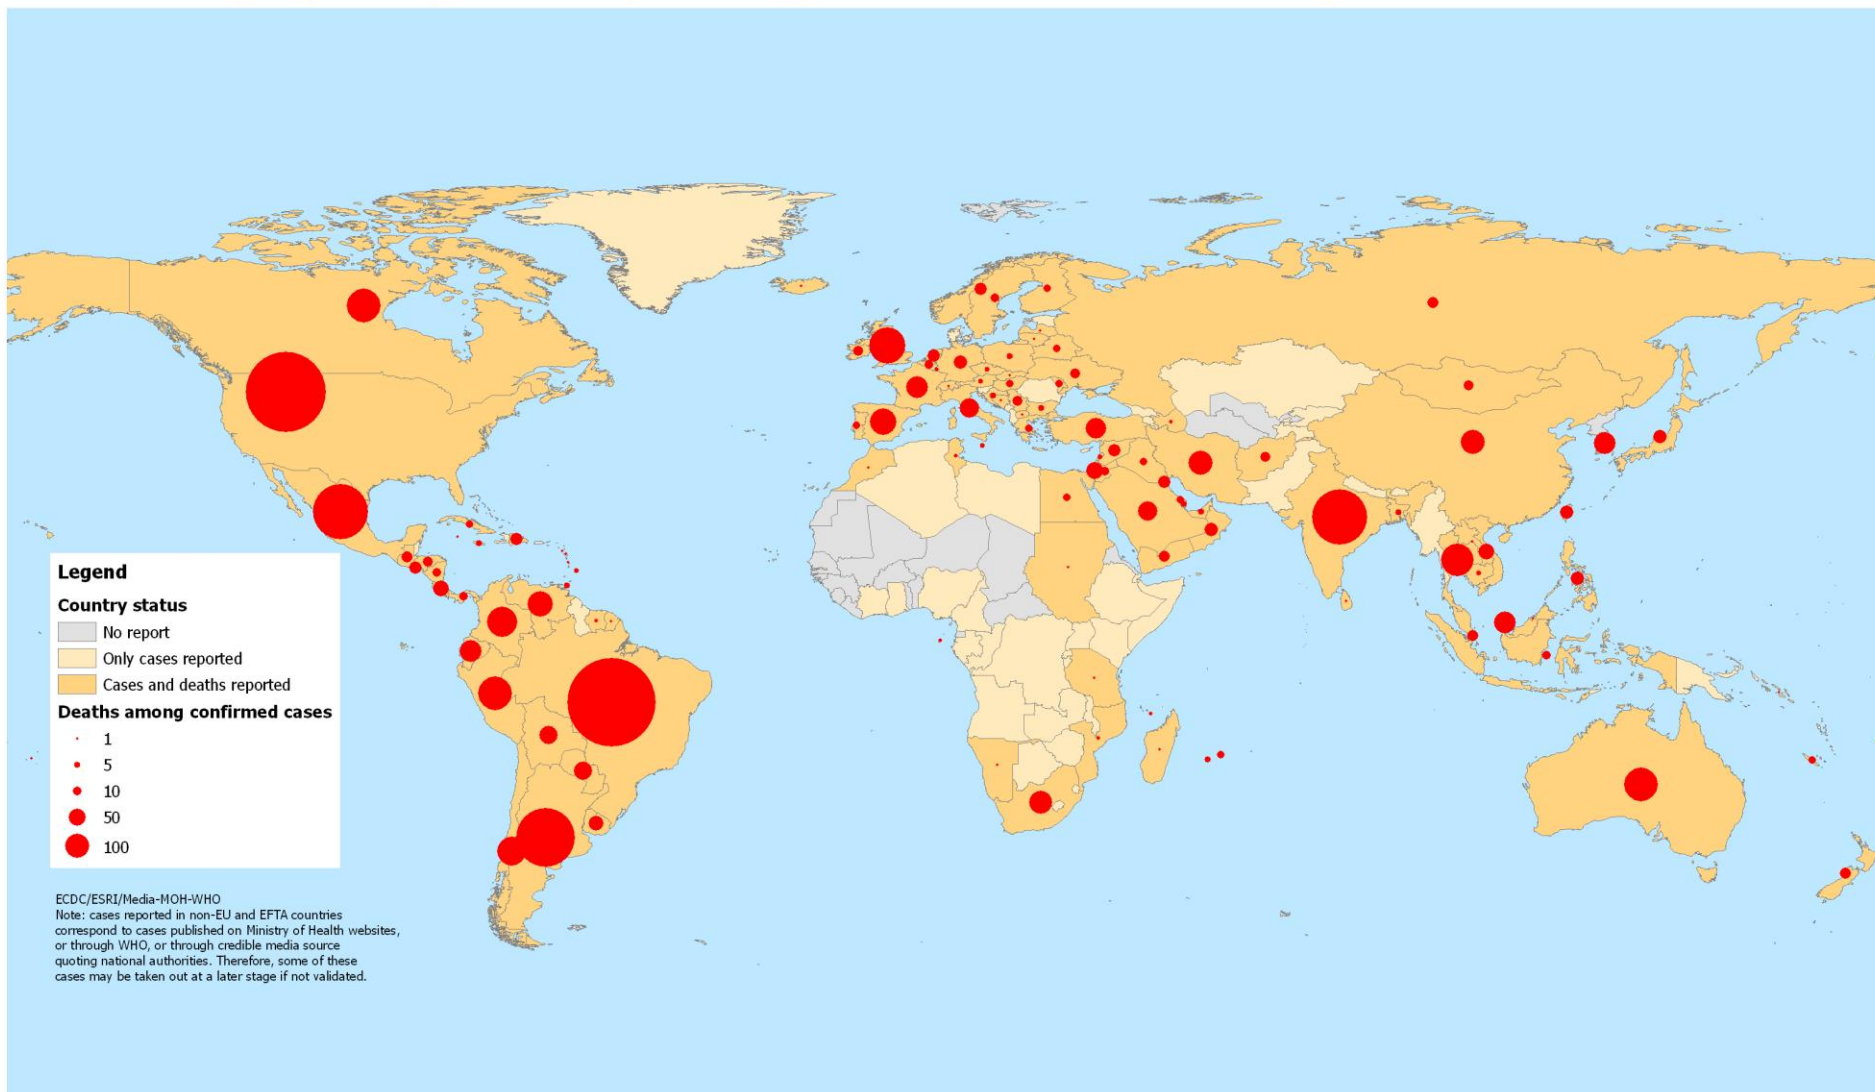 Legend
Country status
No report
Only cases reported
Cases and deaths reported
Deaths among confirmed cases
1
5
10
50
100
ECDC/ESRI/Media-MOH-WHO
Note: cases reported in non-EU and EFTA countries
correspond to cases published on Ministry of Health websites,
or through WHO, or through credible media source
quoting national authorities. Therefore, some of these
cases may be taken out at a later stage if not validated.